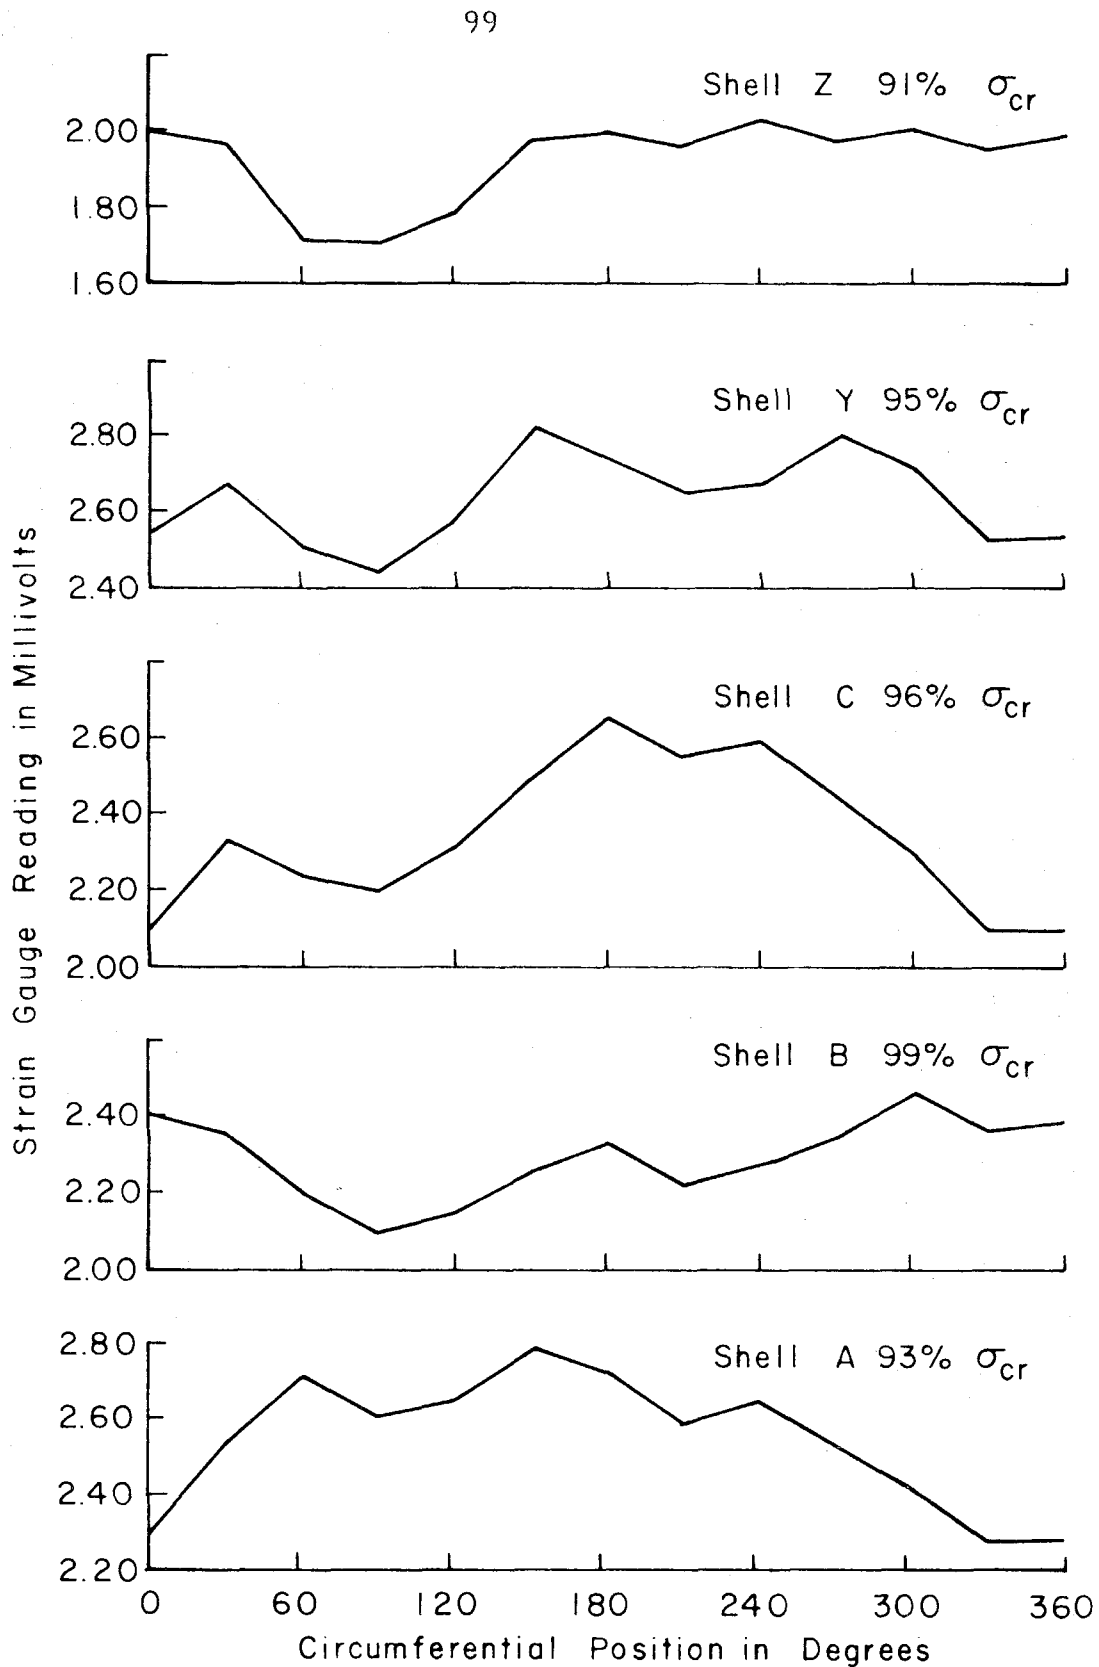 99
Shell Z 91% σcr
2.00
1.80
1.60
Shell Y 95% σcr
2.80
2.60
2.40
Shell C 96% σcr
2.60
2.40
2.20
2.00
Shell B 99% σcr
2.40
2.20
2.00
Shell A 93% σcr
2.80
2.60
2.40
2.20
0 60 120 180 240 300 360
Circumferential Position in Degrees
Strain Gauge Reading in Millivolts